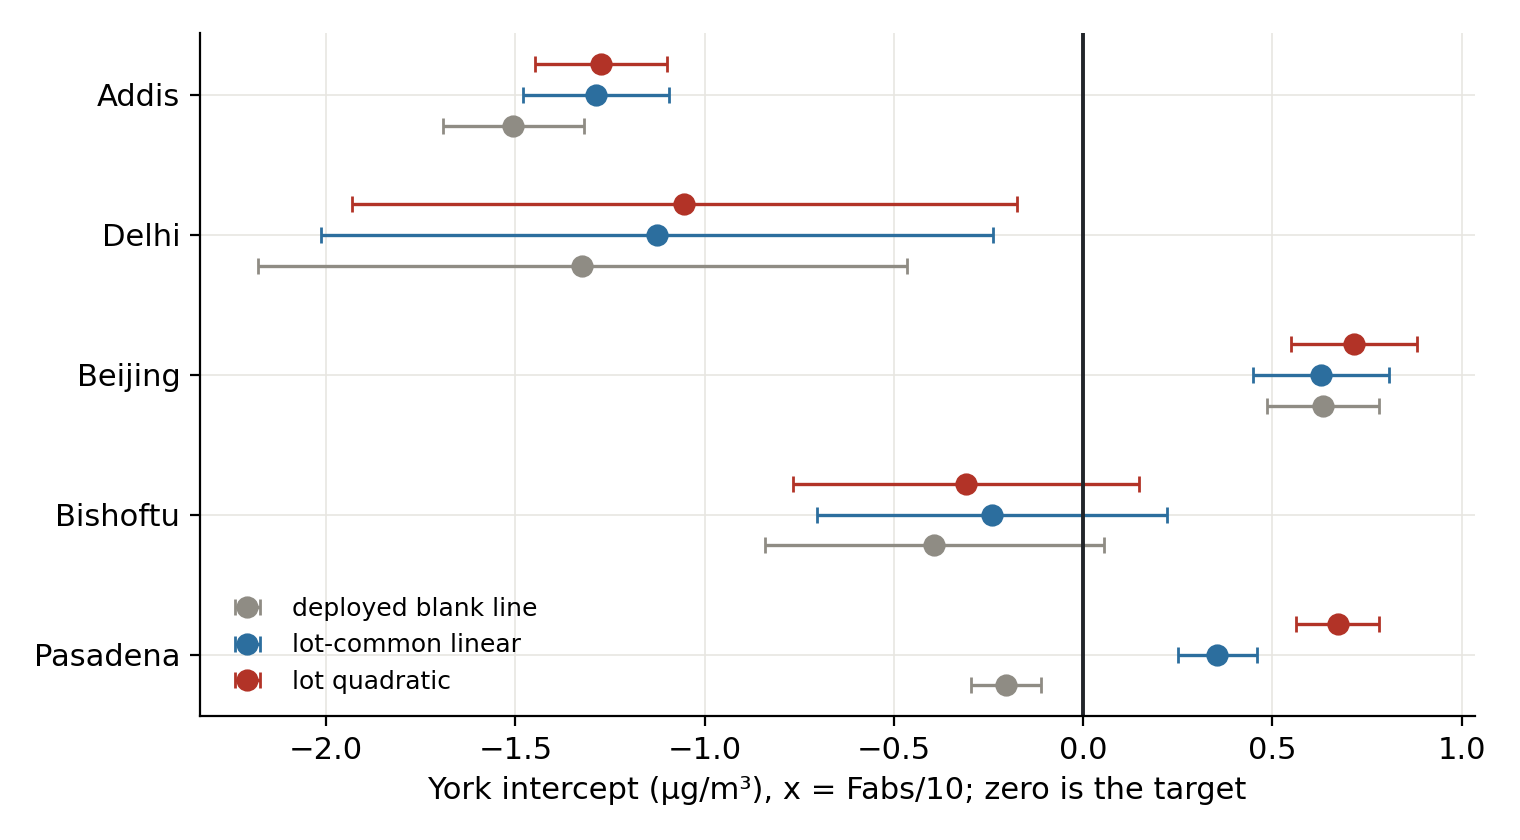 Addis
Delhi
Beijing
Bishoftu
Pasadena
deployed blank line
lot-common linear
lot quadratic
−2.0 −1.5 −1.0 −0.5 0.0 0.5 1.0
York intercept (µg/m³), x = Fabs/10; zero is the target